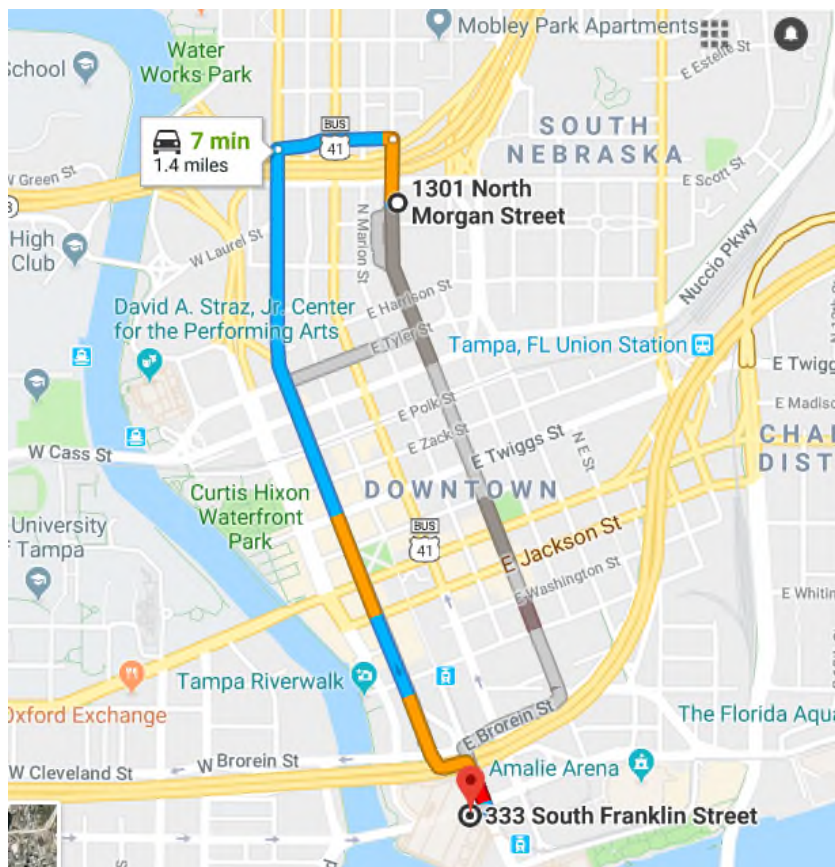 Mobley Park Apartments
Water
Works Park
School
E Estelle St
BUS
41
7 min
1.4 miles
SOUTH
NEBRASKA
W Green St
E Scott St
1301 North
Morgan Street
N Marion St
High
Club
W Laurel St
Nuccio Pkwy
David A. Straz, Jr. Center
for the Performing Arts
E Harrison St
E Tyler St
Tampa, FL Union Station
E Twigg
E Polk St
E Madiso
E Zack St
W Cass St
E Twiggs St
N E St
CHA
DIST
DOWNTOWN
Curtis Hixon
Waterfront
Park
University
Tampa
BUS
41
E Jackson St
E Washington St
E Whitin
Tampa Riverwalk
Oxford Exchange
The Florida Aqua
E Brorein St
W Brorein St
W Cleveland St
Amalie Arena
333 South Franklin Street